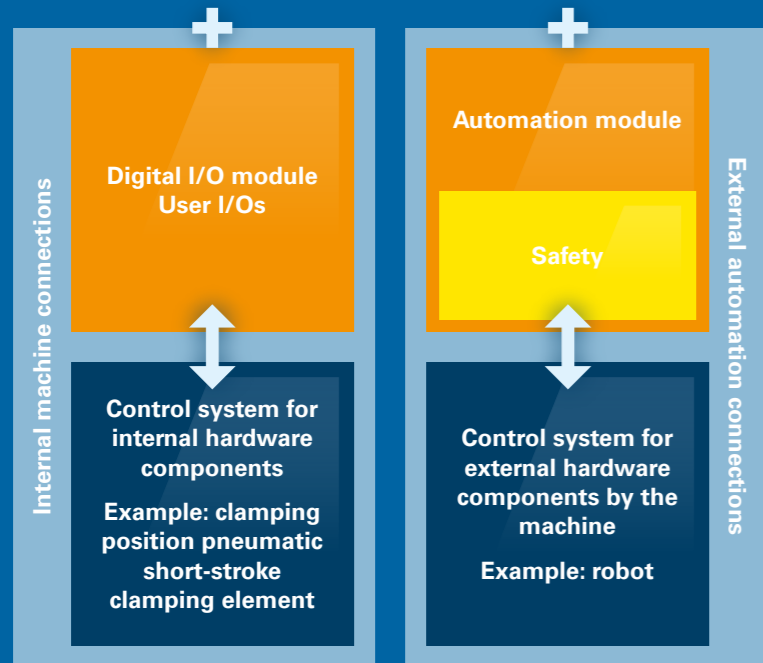 Internal machine connections
Digital I/O module
User I/Os
Control system for
internal hardware
components
Example: clamping
position pneumatic
short-stroke
clamping element
Automation module
Safety
Control system for
external hardware
components by the
machine
Example: robot
External automation connections